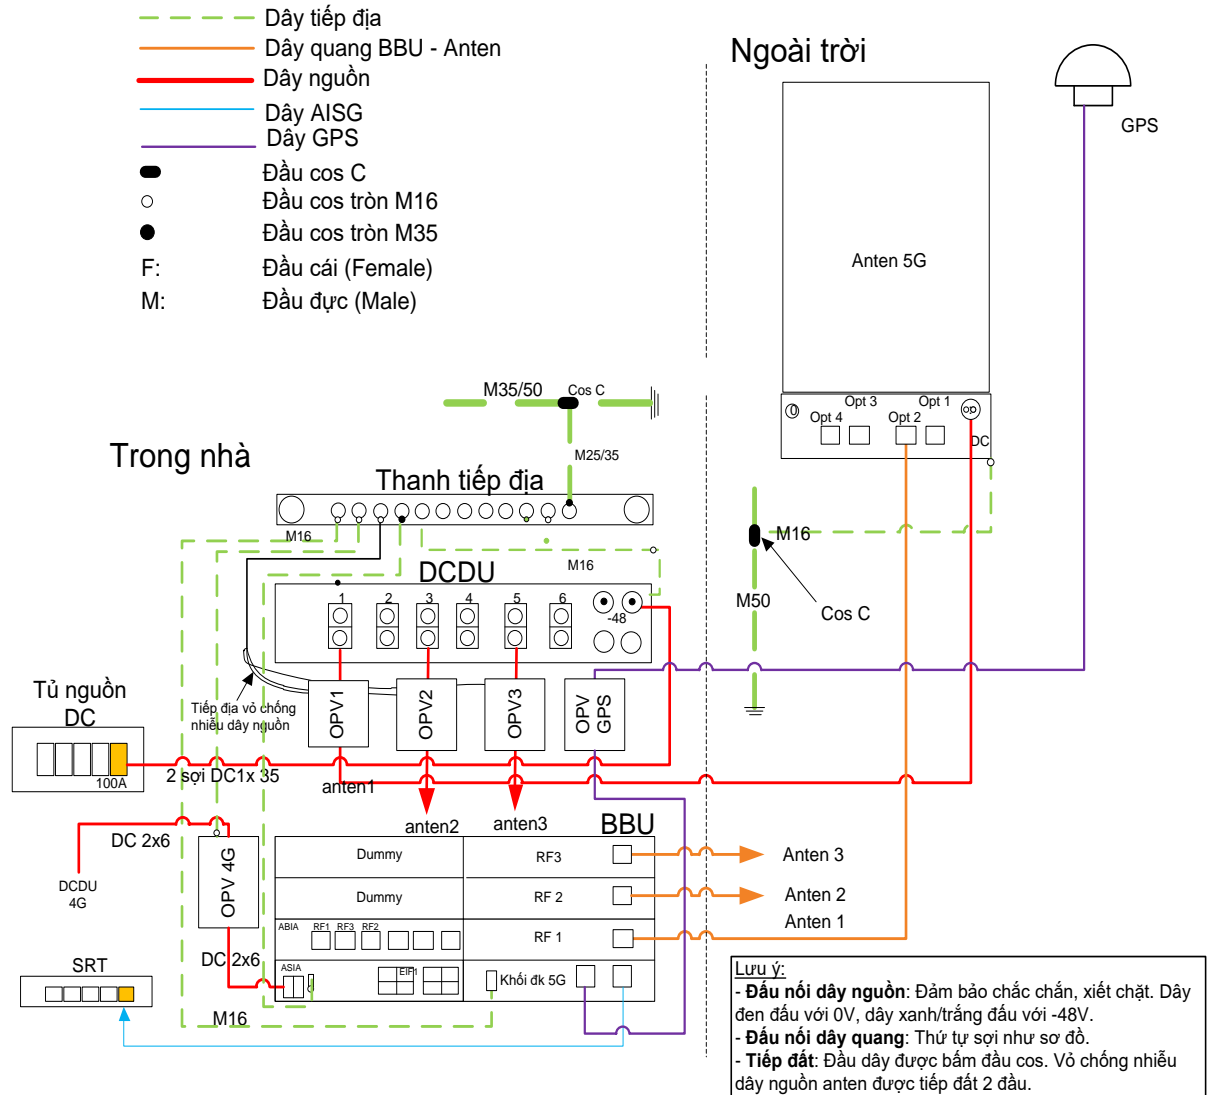 Dây tiếp địa
Dây quang BBU - Anten
Dây nguồn
Dây AISG
Dây GPS
Đầu cos C
Đầu cos tròn M16
Đầu cos tròn M35
F: Đầu cái (Female)
M: Đầu đực (Male)
Ngoài trời
GPS
Anten 5G
Opt 3
Opt 1
Opt 4
Opt 2
DC
M35/50
Cos C
M25/35
Trong nhà
Thanh tiếp địa
M16
M16
DCDU
1
2
3
4
5
6
-48
M16
M50
Cos C
Tủ nguồn
DC
100A
Tiếp địa vỏ chống
nhiễu dây nguồn
OPV1
OPV2
OPV3
OPV
GPS
2 sợi DC1x 35
anten1
anten2
anten3
BBU
DC 2x6
DCDU
4G
OPV 4G
DC 2x6
Dummy
RF3
Dummy
RF 2
ABIA
RF1
RF3
RF2
RF 1
ASIA
EIF1
Khối đk 5G
Anten 3
Anten 2
Anten 1
SRT
M16
Lưu ý:
- Đấu nối dây nguồn: Đảm bảo chắc chắn, xiết chặt. Dây
đen đấu với 0V, dây xanh/trắng đấu với -48V.
- Đấu nối dây quang: Thứ tự sợi như sơ đồ.
- Tiếp đất: Đầu dây được bấm đầu cos. Vỏ chống nhiễu
dây nguồn anten được tiếp đất 2 đầu.